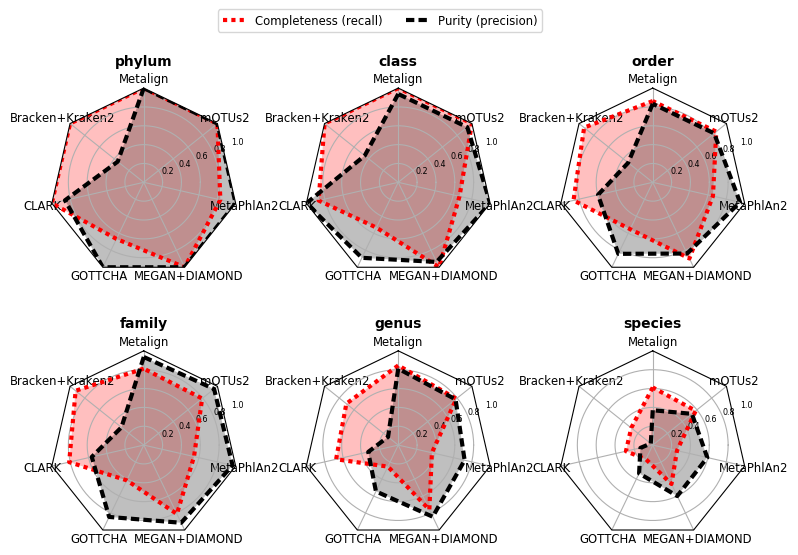 Completeness (recall) Purity (precision)
phylum class order
Metalign Metalign Metalign
Bracken+Kraken2 mOTUs2 Bracken+Kraken2 mOTUs2 Bracken+Kraken2 mOTUs2
0.2 0.4 0.6 0.8 1.0 0.2 0.4 0.6 0.8 1.0 0.2 0.4 0.6 0.8 1.0
CLARK MetaPhlAn2 CLARK MetaPhlAn2 CLARK MetaPhlAn2
GOTTCHA MEGAN+DIAMOND GOTTCHA MEGAN+DIAMOND GOTTCHA MEGAN+DIAMOND
family genus species
Metalign Metalign Metalign
Bracken+Kraken2 mOTUs2 Bracken+Kraken2 mOTUs2 Bracken+Kraken2 mOTUs2
0.2 0.4 0.6 0.8 1.0 0.2 0.4 0.6 0.8 1.0 0.2 0.4 0.6 0.8 1.0
CLARK MetaPhlAn2 CLARK MetaPhlAn2 CLARK MetaPhlAn2
GOTTCHA MEGAN+DIAMOND GOTTCHA MEGAN+DIAMOND GOTTCHA MEGAN+DIAMOND